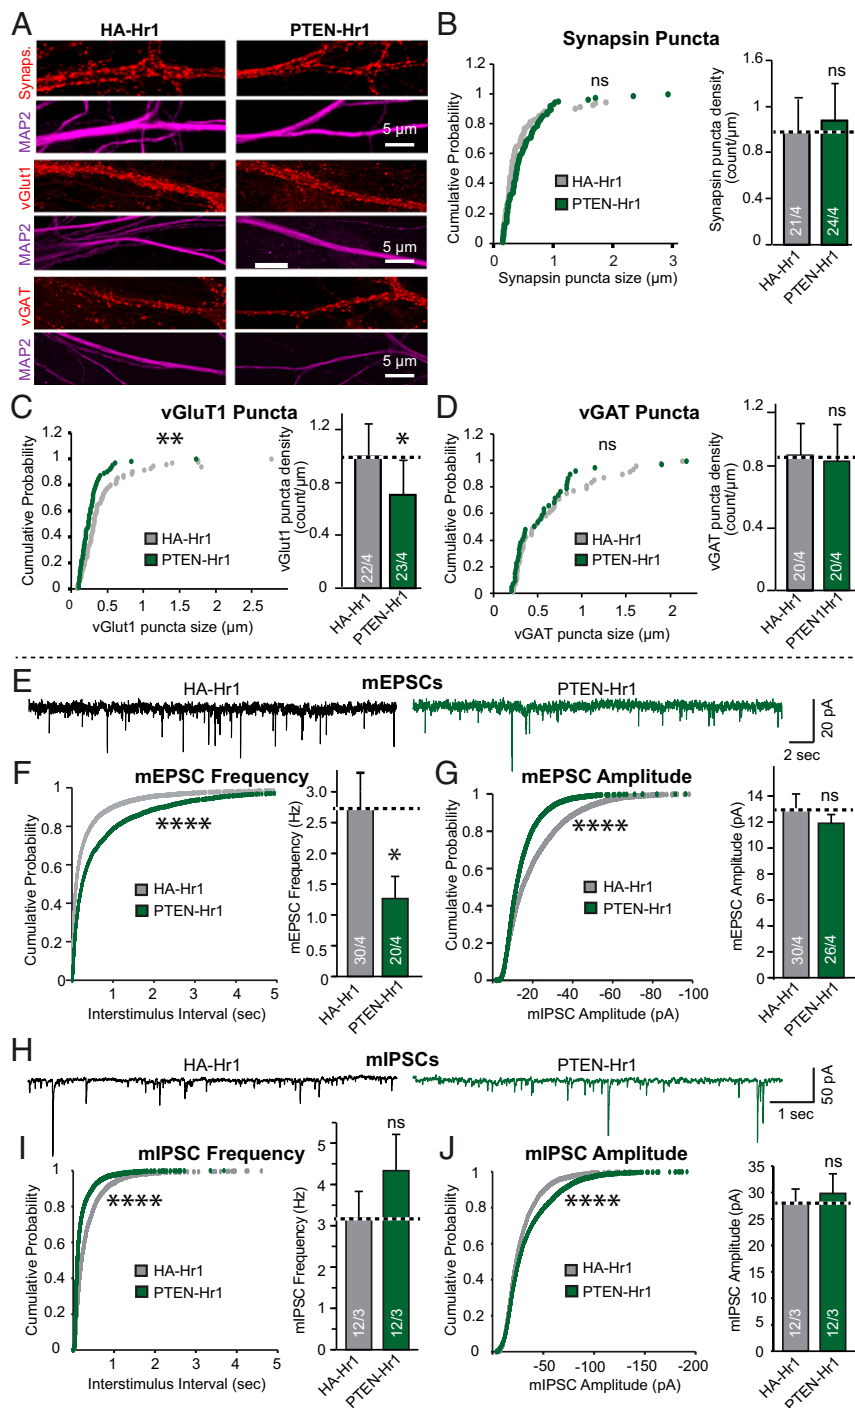 A
HA-Hr1
PTEN-Hr1
Synaps.
MAP2
5 µm
vGlut1
MAP2
5 µm
vGAT
MAP2
5 µm
B
Synapsin Puncta
Cumulative Probability
1.2
1
0.8
0.6
0.4
0.2
0
ns
HA-Hr1
PTEN-Hr1
0
1
2
3
Synapsin puncta size (µm)
Synapsin puncta density
(count/µm)
1.6
1
0.8
0.4
0
21/4
24/4
ns
HA-Hr1
PTEN-Hr1
C
vGluT1 Puncta
Cumulative Probability
1.2
1
0.8
0.6
0.4
0.2
0
**
HA-Hr1
PTEN-Hr1
0
0.5
1
1.5
2
2.5
vGlut1 puncta size (µm)
vGlut1 puncta density
(count/µm)
1.2
0.8
0.4
0
*
22/4
23/4
HA-Hr1
PTEN-Hr1
D
vGAT Puncta
Cumulative Probability
1.2
1
0.8
0.6
0.4
0.2
0
ns
HA-Hr1
PTEN-Hr1
0
0.5
1
1.5
2
vGAT puncta size (µm)
vGAT puncta density
(count/µm)
1.2
0.8
0.4
0
ns
20/4
20/4
HA-Hr1
PTEN1Hr1
E
HA-Hr1
mEPSCs
PTEN-Hr1
20 pA
2 sec
F
mEPSC Frequency
Cumulative Probability
1
0.8
0.6
0.4
0.2
0
****
HA-Hr1
PTEN-Hr1
0
1
2
3
4
5
Interstimulus Interval (sec)
mEPSC Frequency (Hz)
3.0
2.5
2.0
1.5
1.0
0.5
0
*
30/4
20/4
HA-Hr1
PTEN-Hr1
G
mEPSC Amplitude
Cumulative Probability
1
0.8
0.6
0.4
0.2
0
****
HA-Hr1
PTEN-Hr1
-20
-40
-60
-80
-100
mIPSC Amplitude (pA)
mEPSC Amplitude (pA)
16
14
12
10
8
6
4
2
0
ns
30/4
26/4
HA-Hr1
PTEN-Hr1
H
HA-Hr1
mIPSCs
PTEN-Hr1
50 pA
1 sec
I
mIPSC Frequency
Cumulative Probability
1
0.8
0.6
0.4
0.2
0
****
HA-Hr1
PTEN-Hr1
0
1
2
3
4
5
Interstimulus Interval (sec)
mIPSC Frequency (Hz)
5
4
3
2
1
0
ns
12/3
12/3
HA-Hr1
PTEN-Hr1
J
mIPSC Amplitude
Cumulative Probability
1
0.8
0.6
0.4
0.2
0
****
HA-Hr1
PTEN-Hr1
-50
-100
-150
-200
mIPSC Amplitude (pA)
mIPSC Amplitude (pA)
35
30
25
20
15
10
5
0
ns
12/3
12/3
HA-Hr1
PTEN-Hr1